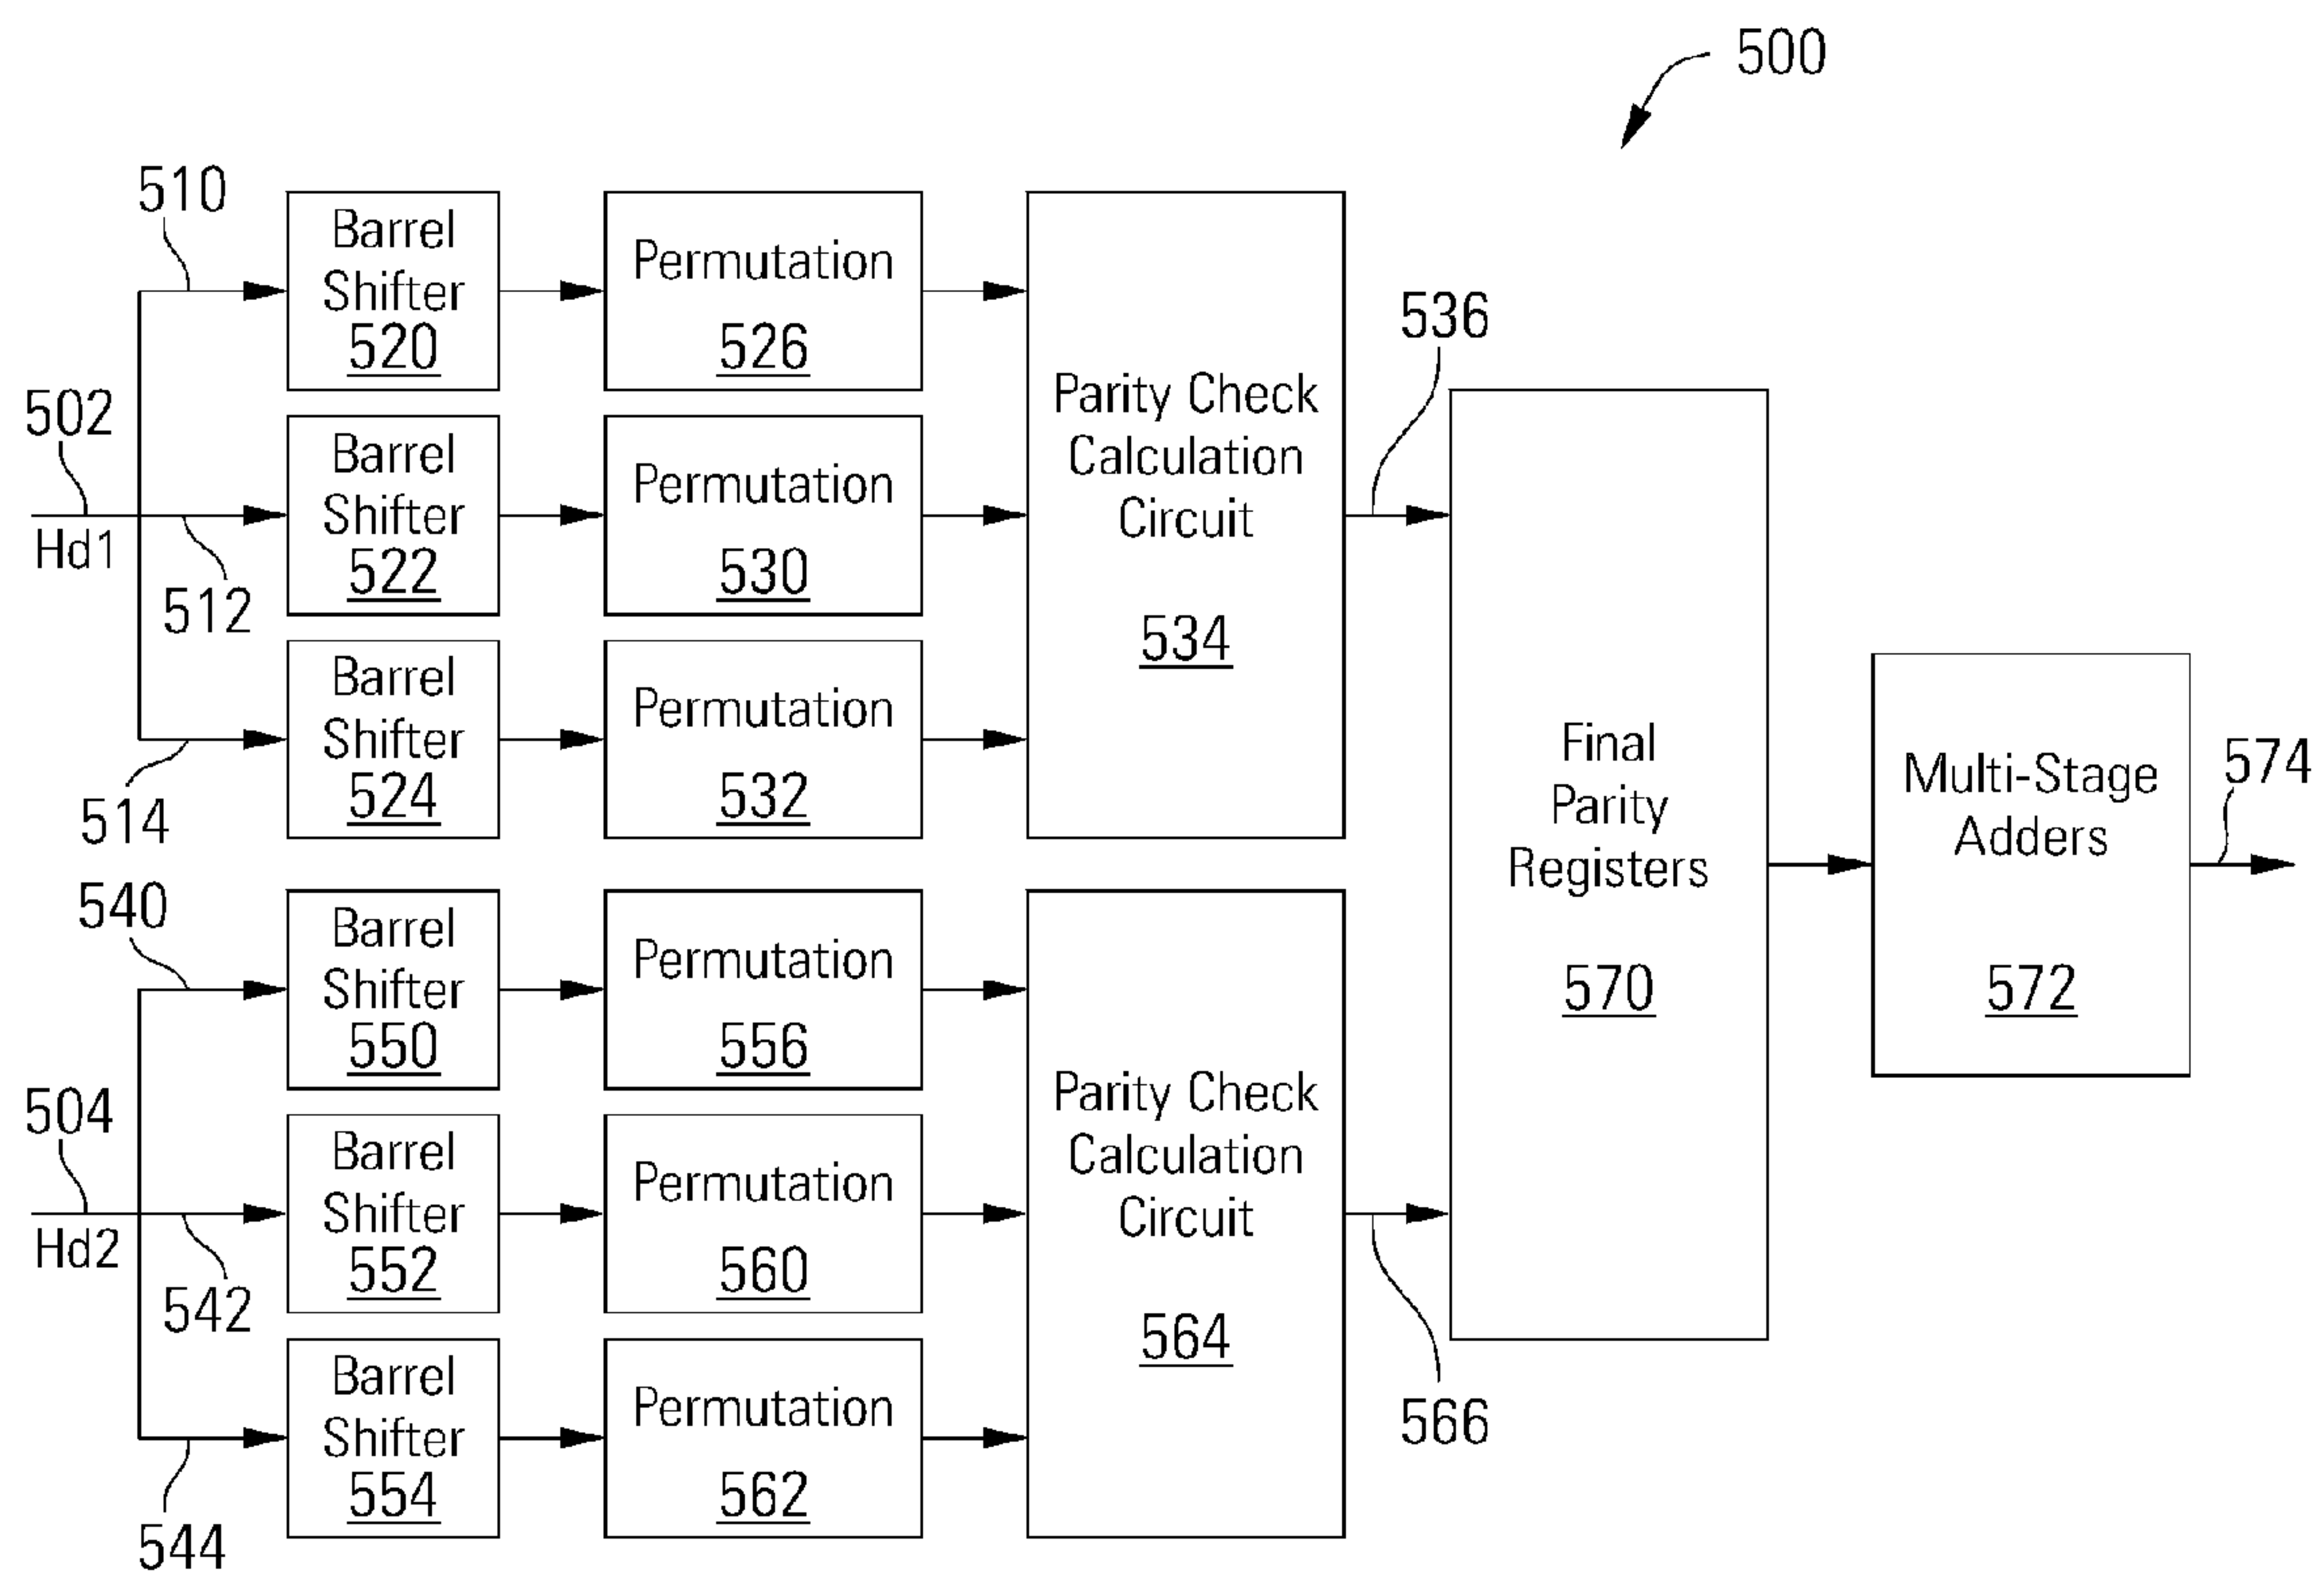 500
510
Barrel
Shifter
520
Permutation
526
502
Hd1
512
Barrel
Shifter
522
Permutation
530
514
Barrel
Shifter
524
Permutation
532
Parity Check
Calculation
Circuit
534
536
540
Barrel
Shifter
550
Permutation
556
504
Hd2
542
Barrel
Shifter
552
Permutation
560
544
Barrel
Shifter
554
Permutation
562
Parity Check
Calculation
Circuit
564
566
Final
Parity
Registers
570
Multi-Stage
Adders
572
574